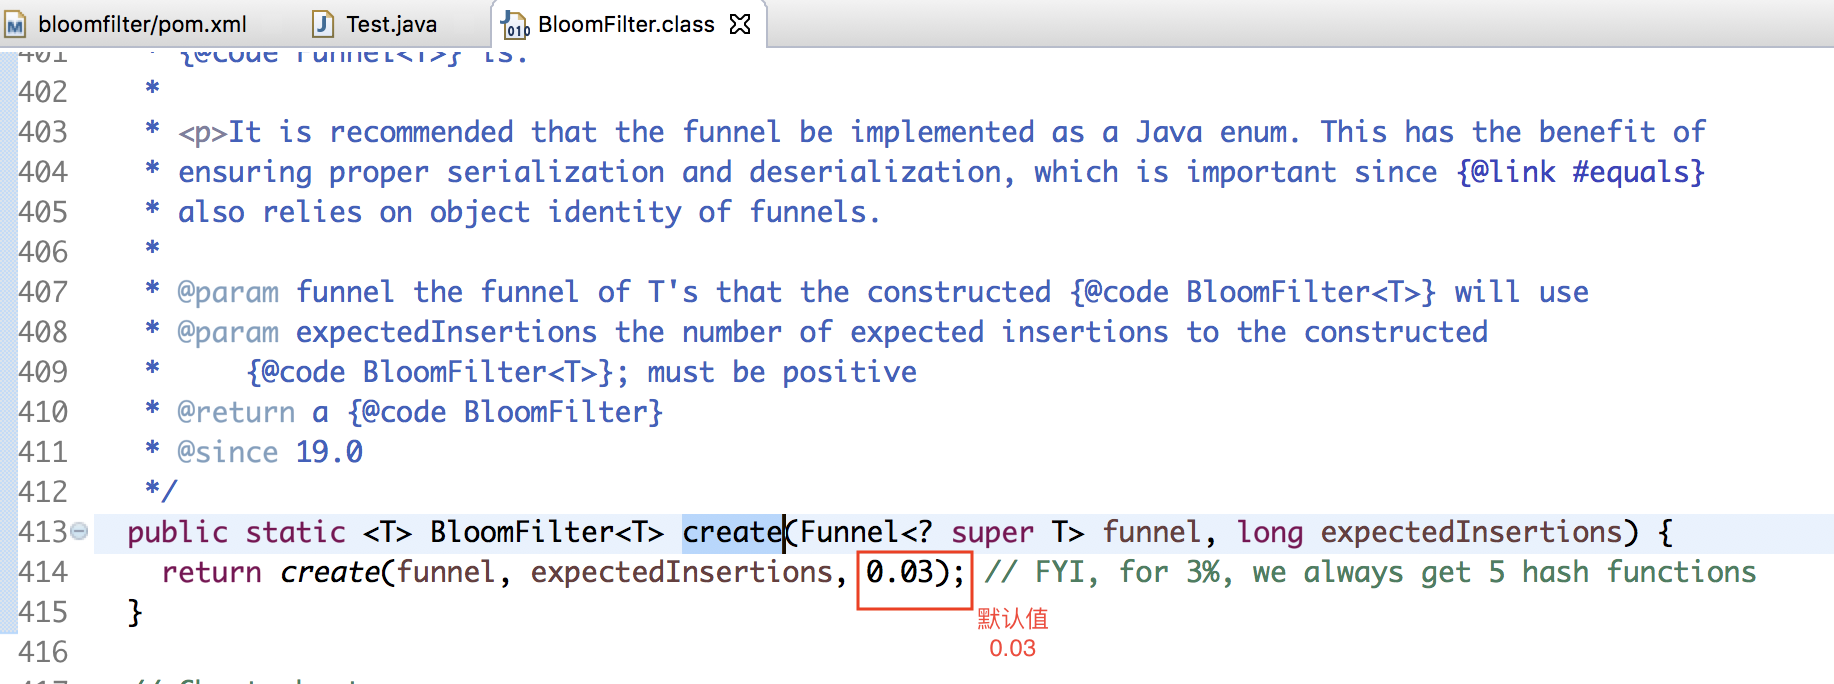 bloomfilter/pom.xml Test.java BloomFilter.class
401 * {@code Funnel<T>} is.
402 *
403 * <p>It is recommended that the funnel be implemented as a Java enum. This has the benefit of
404 * ensuring proper serialization and deserialization, which is important since {@link #equals}
405 * also relies on object identity of funnels.
406 *
407 * @param funnel the funnel of T's that the constructed {@code BloomFilter<T>} will use
408 * @param expectedInsertions the number of expected insertions to the constructed
409 *     {@code BloomFilter<T>}; must be positive
410 * @return a {@code BloomFilter}
411 * @since 19.0
412 */
413 public static <T> BloomFilter<T> create(Funnel<? super T> funnel, long expectedInsertions) {
414 return create(funnel, expectedInsertions, 0.03); // FYI, for 3%, we always get 5 hash functions
415 }
默认值
0.03
416